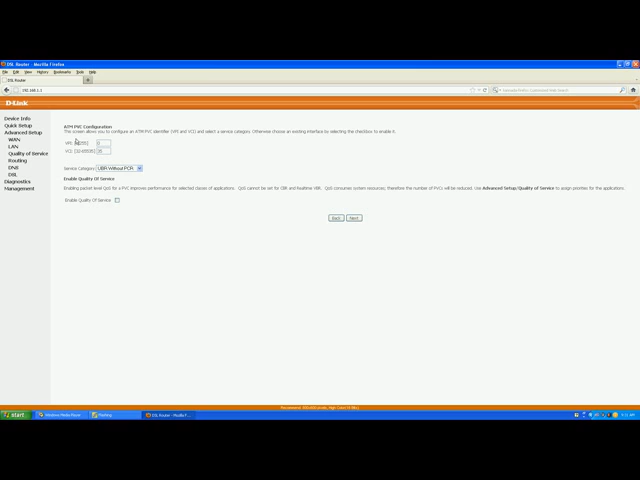 DSL Router - Mozilla Firefox
File Edit View History Bookmarks Tools Help
DSL Router
192.168.1.1
D-Link
Device Info
Quick Setup
Advanced Setup
WAN
LAN
Quality of Service
Routing
DNS
DSL
Diagnostics
Management
ATM PVC Configuration
This screen allows you to configure an ATM PVC identifier (VPI and VCI) and select a service category. Otherwise choose an existing interface by selecting the checkbox to enable it.
VPI:
0
VCI: [32-65535]
35
Service Category:
UBR Without PCR
Enable Quality Of Service
Enabling packet level QoS for a PVC improves performance for selected classes of applications. QoS cannot be set for CBR and Realtime VBR. QoS consumes system resources; therefore the number of PVCs will be reduced. Use Advanced Setup/Quality of Service to assign priorities for the applications.
Enable Quality Of Service
Back Next
start
Windows Media Player
DSL Router - Mozilla F...